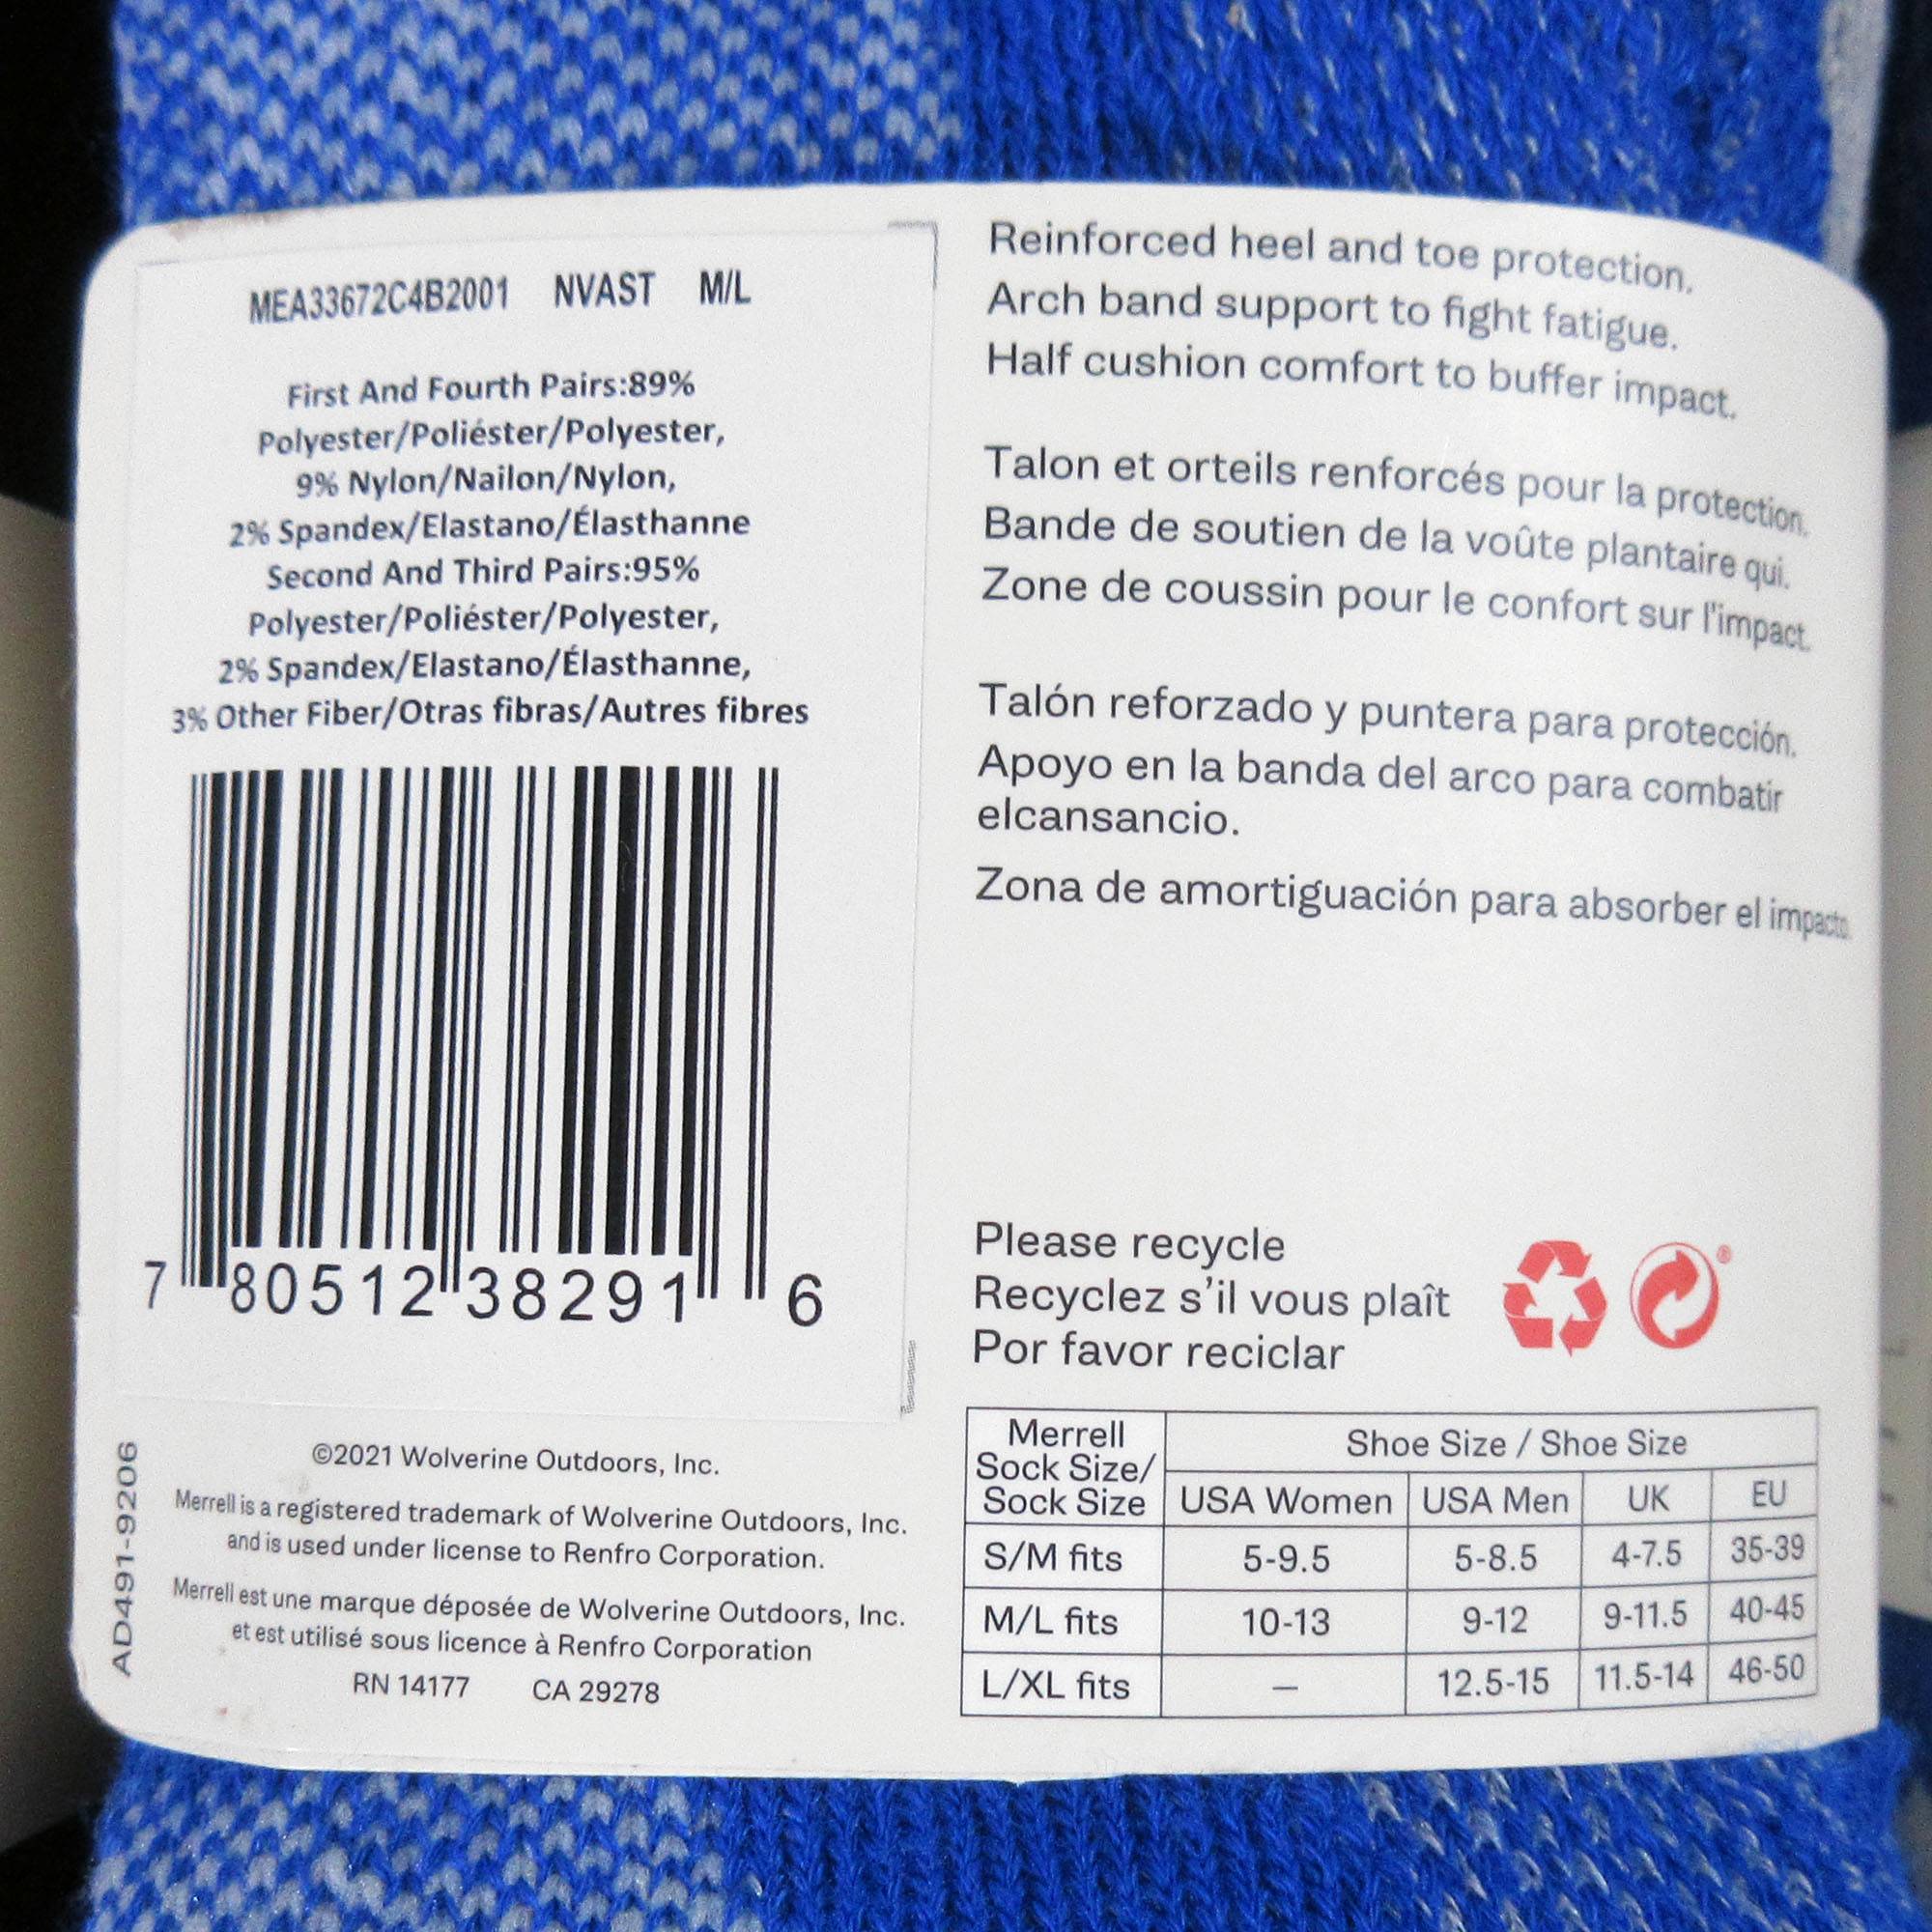 MEA33672C4B2001 NVAST M/L
First And Fourth Pairs:89%
Polyester/Poliéster/Polyester,
9% Nylon/Nailon/Nylon,
2% Spandex/Elastano/Élasthanne
Second And Third Pairs:95%
Polyester/Poliéster/Polyester,
2% Spandex/Elastano/Élasthanne,
3% Other Fiber/Otras fibras/Autres fibres
7 80512 38291 6
©2021 Wolverine Outdoors, Inc.
Merrell is a registered trademark of Wolverine Outdoors, Inc.
and is used under license to Renfro Corporation.
Merrell est une marque déposée de Wolverine Outdoors, Inc.
et est utilisé sous licence à Renfro Corporation
RN 14177 CA 29278
AD491-9206
Reinforced heel and toe protection.
Arch band support to fight fatigue.
Half cushion comfort to buffer impact.
Talon et orteils renforcés pour la protection.
Bande de soutien de la voûte plantaire qui.
Zone de coussin pour le confort sur l'impact.
Talón reforzado y puntera para protección.
Apoyo en la banda del arco para combatir
elcansancio.
Zona de amortiguación para absorber el impacto.
Please recycle
Recyclez s'il vous plaît
Por favor reciclar
®
Merrell
Sock Size/
Sock Size
Shoe Size / Shoe Size
USA Women USA Men UK EU
S/M fits 5-9.5 5-8.5 4-7.5 35-39
M/L fits 10-13 9-12 9-11.5 40-45
L/XL fits — 12.5-15 11.5-14 46-50